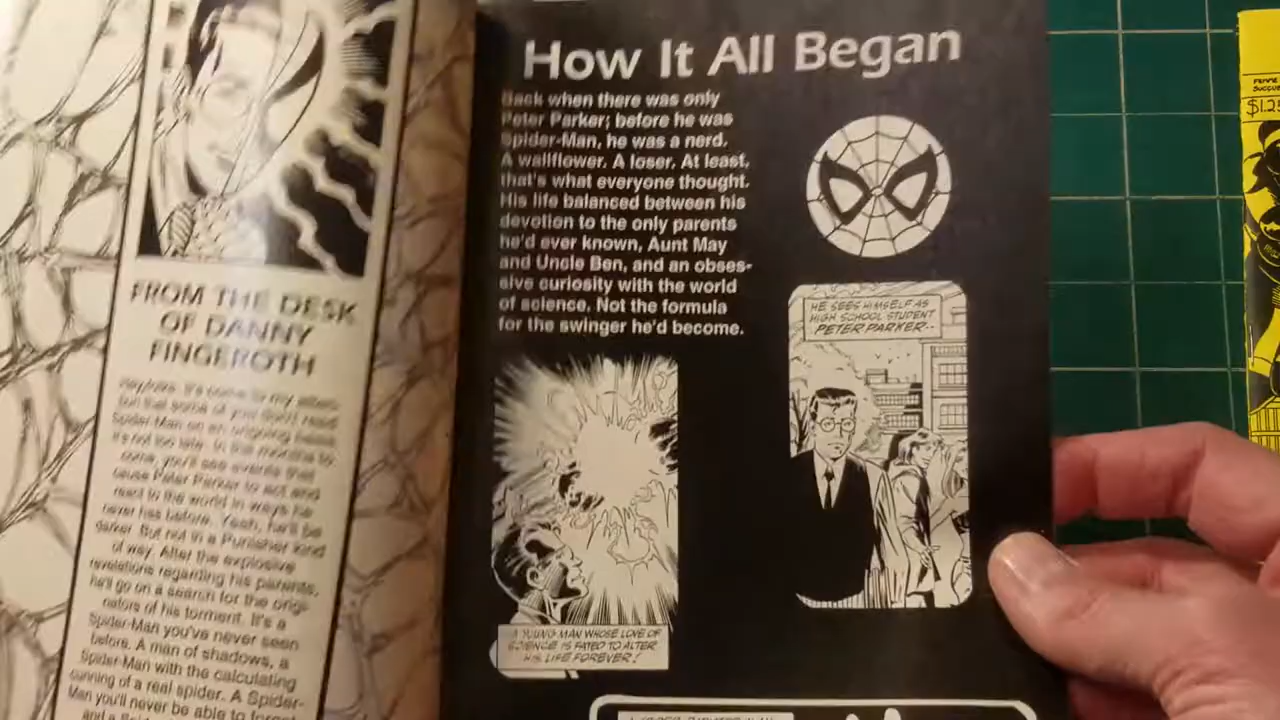 FROM THE DESK
OF DANNY
FINGEROTH
Heyhare. It's come to my atten-
tion that some of you don't read
Spider-Man on an ongoing basis.
It's not too late. In the months to
come, you'll see events that
cause Peter Parker to act and
react to the world in ways he
never has before. Yeah, he'll be
darker. But not in a Punisher kind
of way. After the explosive
revelations regarding his parents,
he'll go on a search for the origi-
nators of his torment. It's a
Spider-Man you've never seen
before. A man of shadows, a
Spider-Man with the calculating
cunning of a real spider. A Spider-
Man you'll never be able to forget
and a
How It All Began
Back when there was only
Peter Parker; before he was
Spider-Man, he was a nerd.
A wallflower. A loser. At least,
that's what everyone thought.
His life balanced between his
devotion to the only parents
he'd ever known, Aunt May
and Uncle Ben, and an obses-
sive curiosity with the world
of science. Not the formula
for the swinger he'd become.
HE SEES HIMSELF AS
HIGH SCHOOL STUDENT
PETER PARKER--
A YOUNG MAN WHOSE LOVE OF
SCIENCE IS FATED TO ALTER
HIS LIFE FOREVER!
FEMME
$1.25